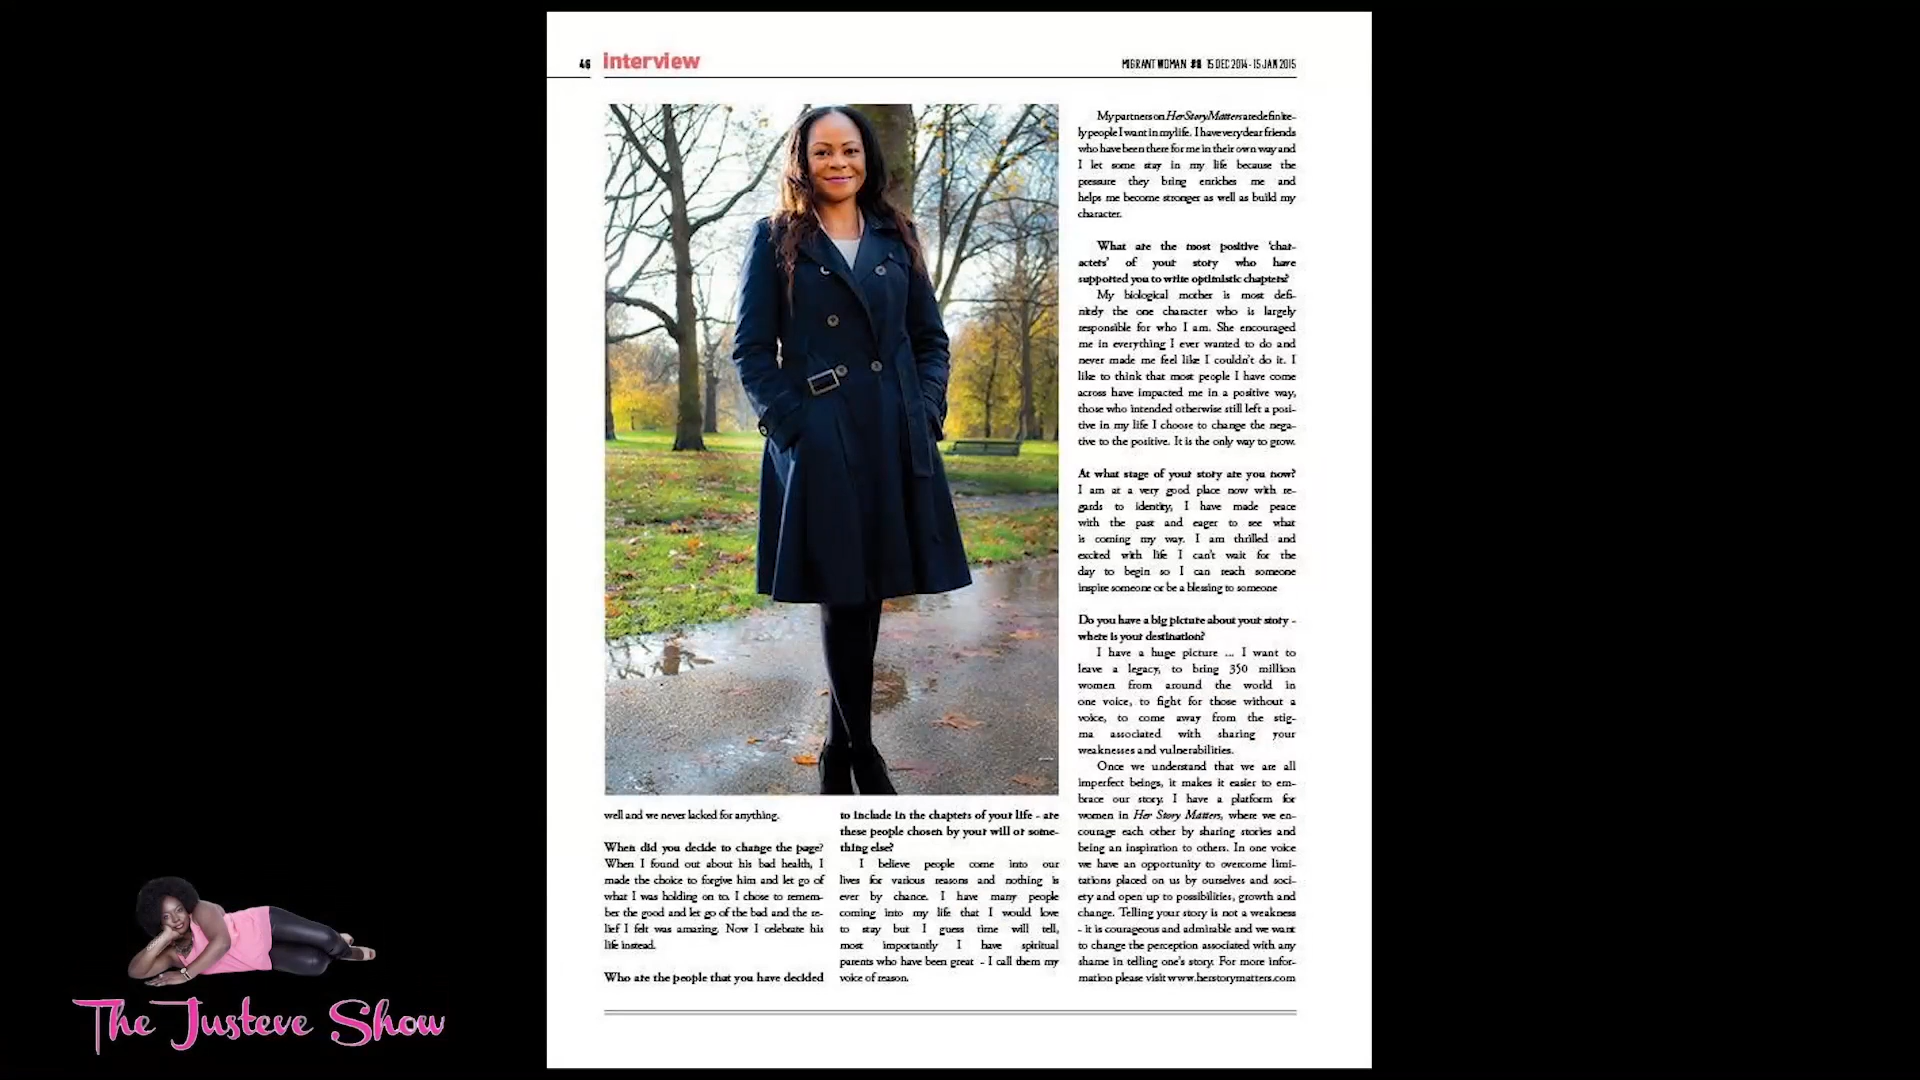 46 Interview
MIGRANT WOMAN #8 15 DEC 2014 - 15 JAN 2015
well and we never lacked for anything.
When did you decide to change the page?
When I found out about his bad health, I
made the choice to forgive him and let go of
what I was holding on to. I chose to remem-
ber the good and let go of the bad and the re-
lief I felt was amazing. Now I celebrate his
life instead.
Who are the people that you have decided
to include in the chapters of your life - are
these people chosen by your will or some-
thing else?
I believe people come into our
lives for various reasons and nothing is
ever by chance. I have many people
coming into my life that I would love
to stay but I guess time will tell,
most importantly I have spiritual
parents who have been great - I call them my
voice of reason.
My partners on Her Story Matters are definite-
ly people I want in my life. I have very dear friends
who have been there for me in their own way and
I let some stay in my life because the
pressure they bring enriches me and
helps me become stronger as well as build my
character.
What are the most positive 'char-
acters' of your story who have
supported you to write optimistic chapters?
My biological mother is most defi-
nitely the one character who is largely
responsible for who I am. She encouraged
me in everything I ever wanted to do and
never made me feel like I couldn't do it. I
like to think that most people I have come
across have impacted me in a positive way,
those who intended otherwise still left a posi-
tive in my life I choose to change the nega-
tive to the positive. It is the only way to grow.
At what stage of your story are you now?
I am at a very good place now with re-
gards to identity, I have made peace
with the past and eager to see what
is coming my way. I am thrilled and
excited with life I can't wait for the
day to begin so I can reach someone
inspire someone or be a blessing to someone
Do you have a big picture about your story -
where is your destination?
I have a huge picture ... I want to
leave a legacy, to bring 350 million
women from around the world in
one voice, to fight for those without a
voice, to come away from the stig-
ma associated with sharing your
weaknesses and vulnerabilities.
Once we understand that we are all
imperfect beings, it makes it easier to em-
brace our story. I have a platform for
women in Her Story Matters, where we en-
courage each other by sharing stories and
being an inspiration to others. In one voice
we have an opportunity to overcome limi-
tations placed on us by ourselves and soci-
ety and open up to possibilities, growth and
change. Telling your story is not a weakness
- it is courageous and admirable and we want
to change the perception associated with any
shame in telling one's story. For more infor-
mation please visit www.herstorymatters.com
The Justeve Show